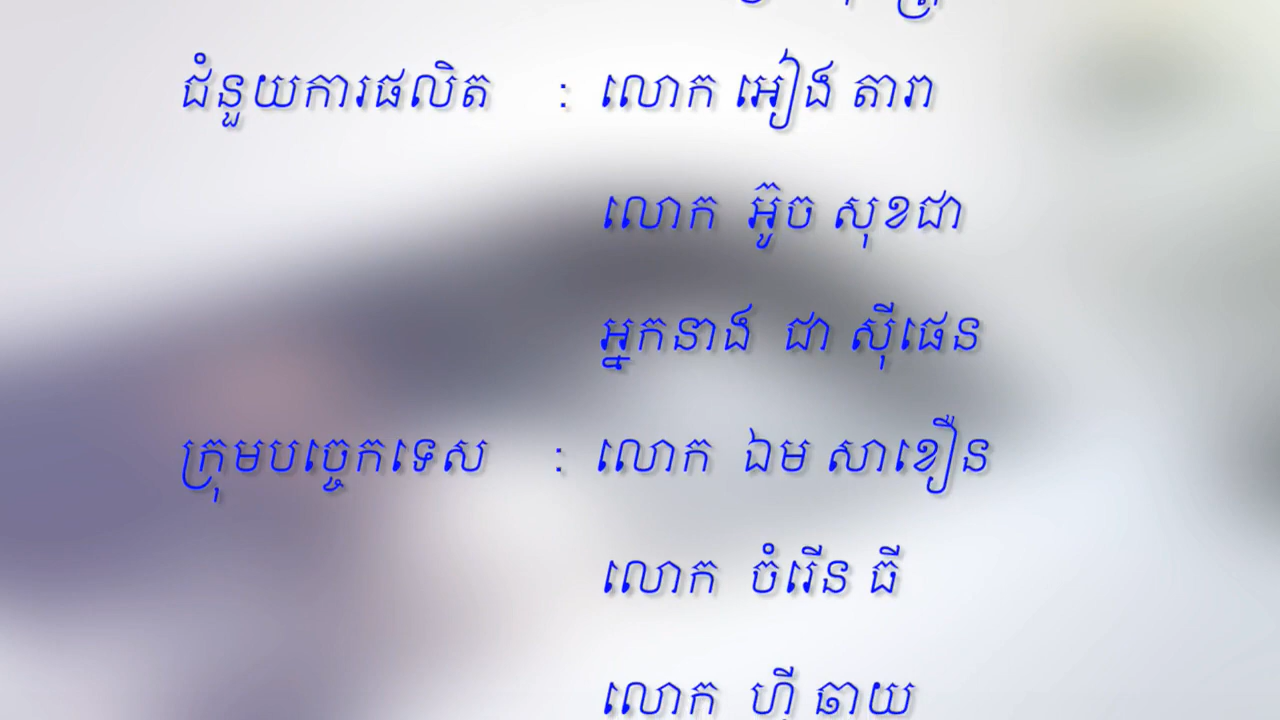 ជំនួយការផលិត : លោក អៀង តារា
លោក អ៊ូច សុខជា
អ្នកនាង ជា ស៊ីផេន
ក្រុមបច្ចេកទេស : លោក ឯម សាខឿន
លោក ចំរើន ធី
លោក ហ៊ី ឆាយ